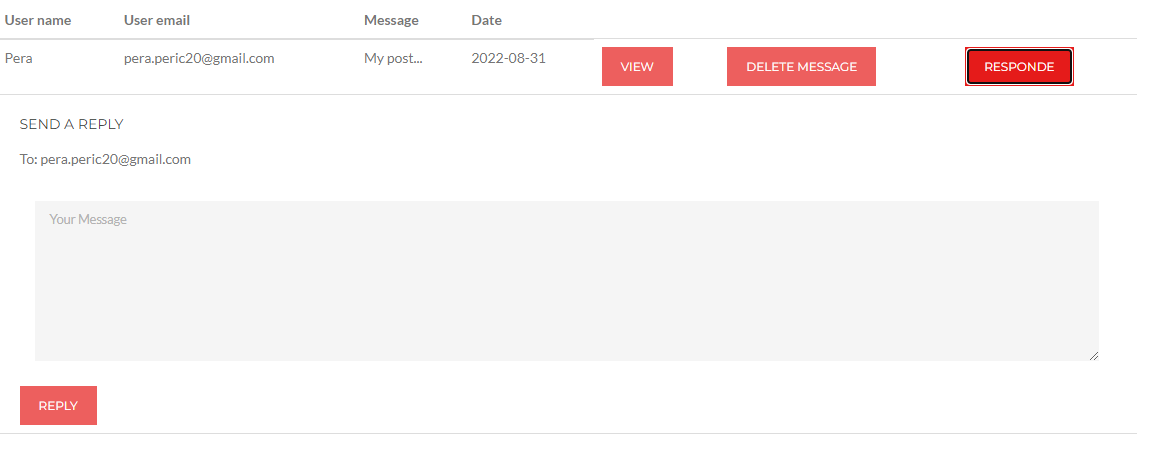 User name User email Message Date
Pera pera.peric20@gmail.com My post... 2022-08-31 VIEW DELETE MESSAGE RESPONDE
SEND A REPLY
To: pera.peric20@gmail.com
Your Message
REPLY